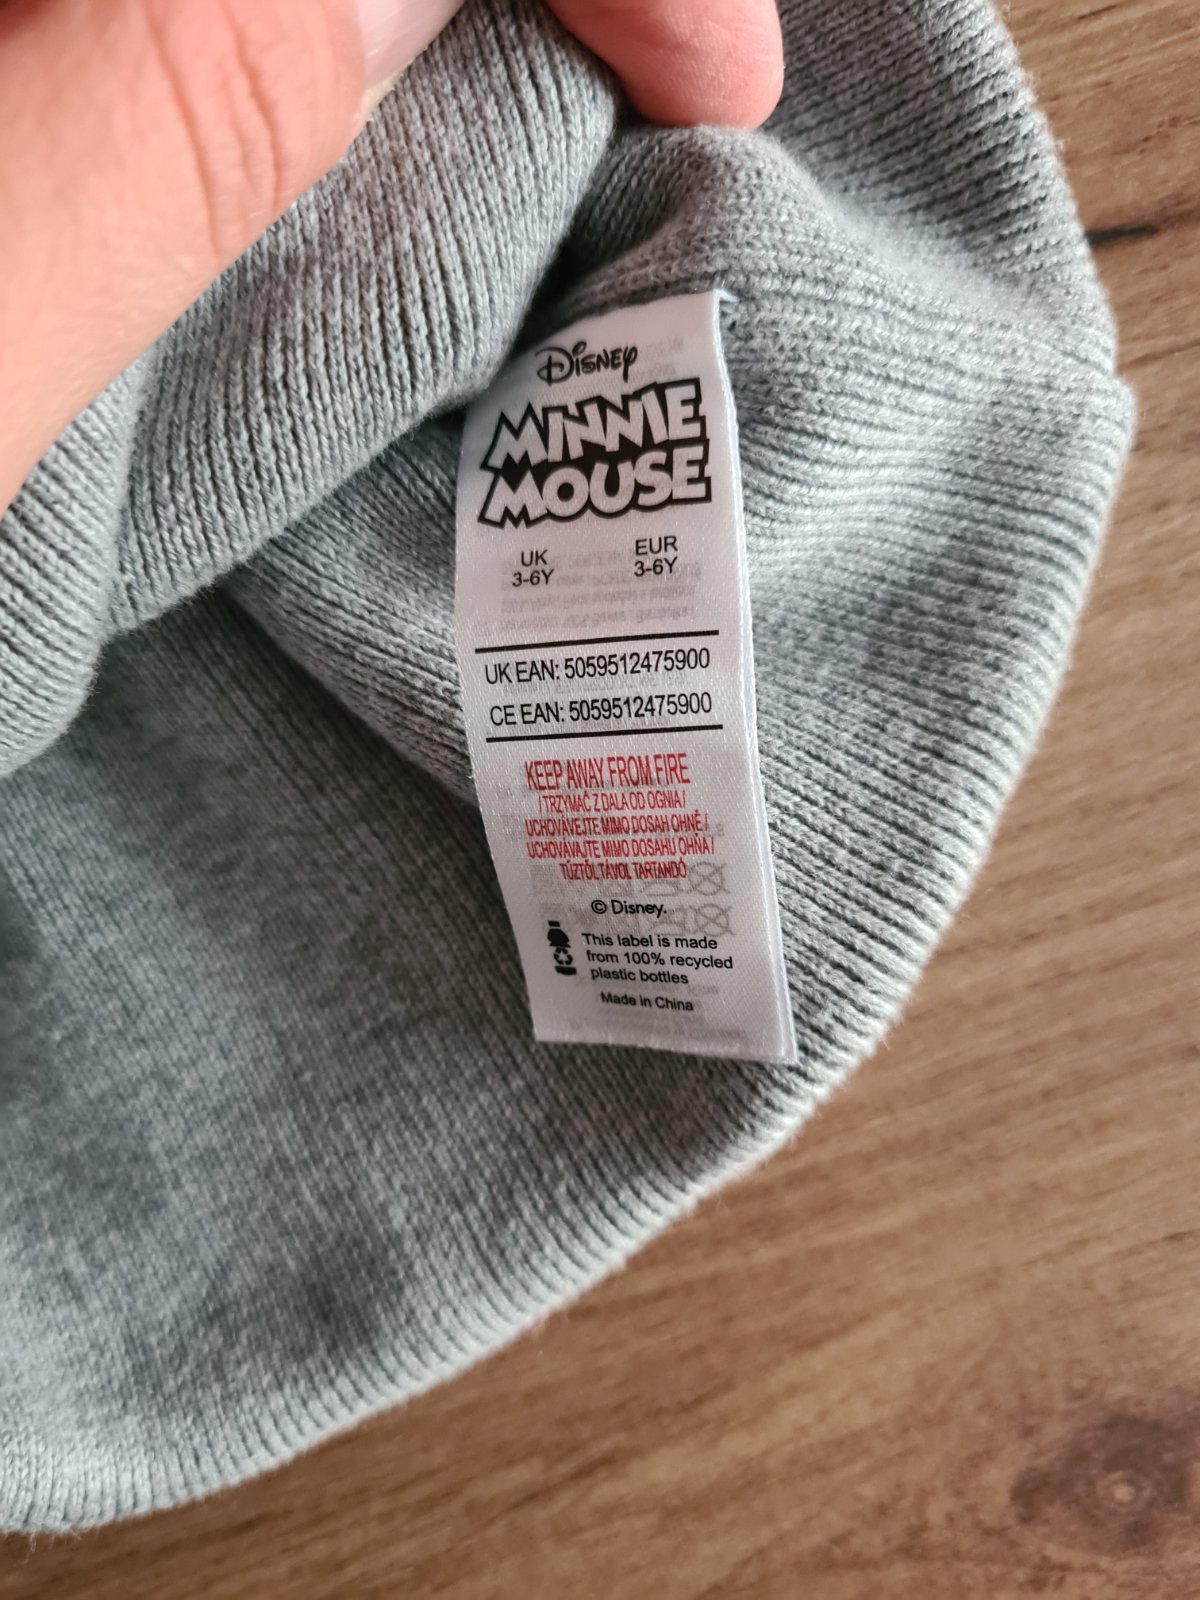 Disney
MINNIE
MOUSE
UK EUR
3-6Y 3-6Y
UK EAN: 5059512475900
CE EAN: 5059512475900
KEEP AWAY FROM FIRE
/ TRZYMAĆ Z DALA OD OGNIA /
UCHOVÁVEJTE MIMO DOSAH OHNĚ /
UCHOVÁVAJTE MIMO DOSAHU OHŇA /
TŰZTŐL TÁVOL TARTANDÓ
© Disney.
This label is made
from 100% recycled
plastic bottles
Made in China